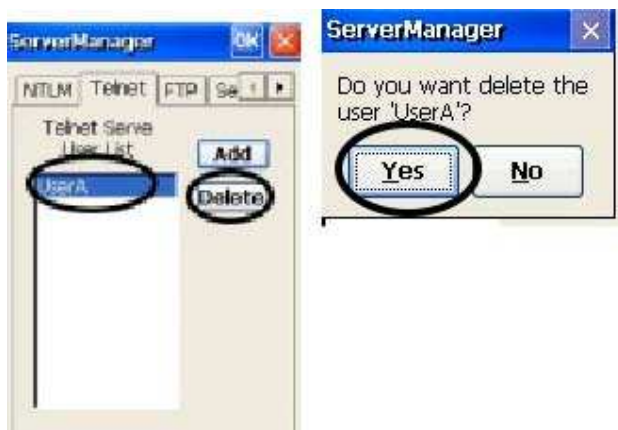 ServerManager OK
NTLM Telnet FTP Se
Telnet Serve
User List
UserA
Add
Delete
ServerManager
Do you want delete the
user 'UserA'?
Yes No